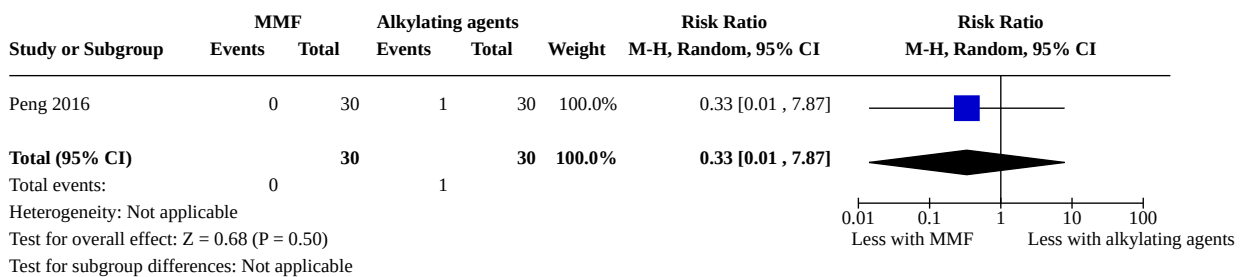 MMF Alkylating agents Risk Ratio Risk Ratio
Study or Subgroup Events Total Events Total Weight M-H, Random, 95% CI M-H, Random, 95% CI
Peng 2016 0 30 1 30 100.0% 0.33 [0.01 , 7.87]
Total (95% CI) 30 30 100.0% 0.33 [0.01 , 7.87]
Total events: 0 1
Heterogeneity: Not applicable
0.01 0.1 1 10 100
Test for overall effect: Z = 0.68 (P = 0.50)
Less with MMF Less with alkylating agents
Test for subgroup differences: Not applicable